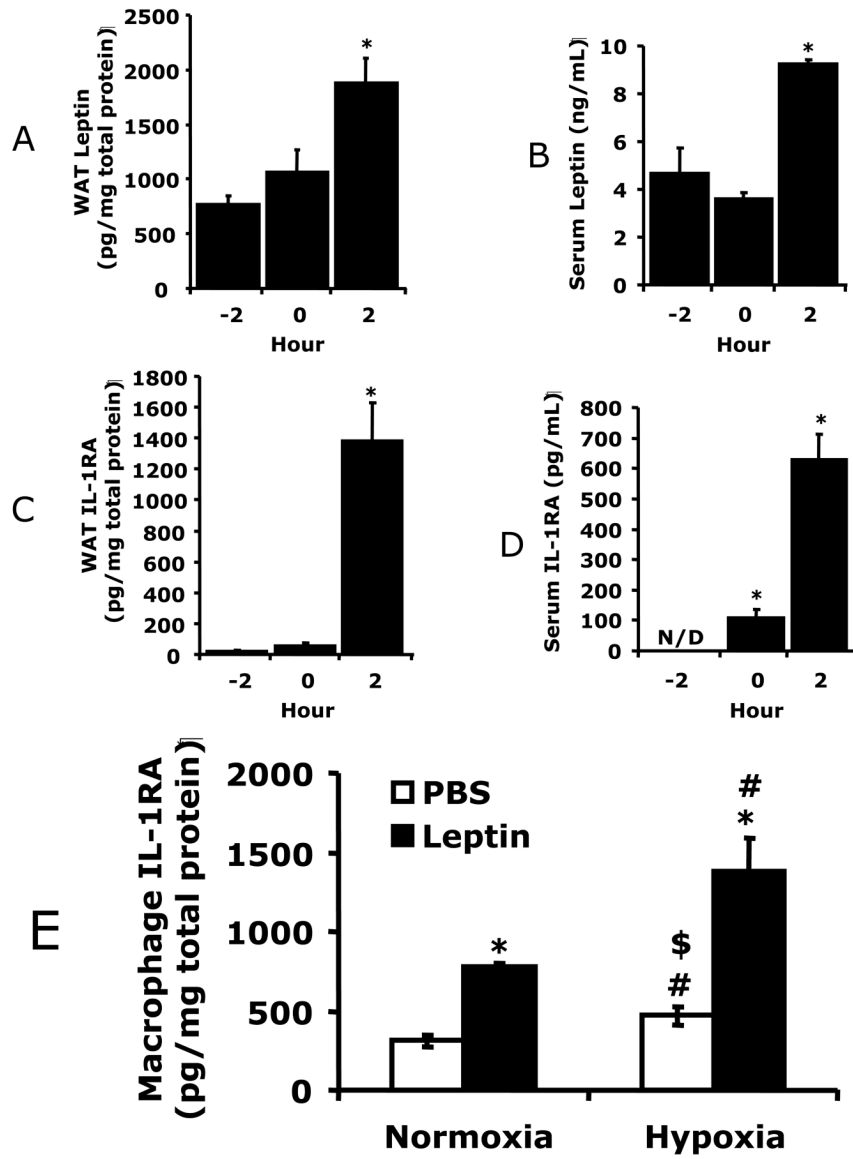 A
WAT Leptin
(pg/mg total protein)
2500
2000
1500
1000
500
0
*
-2 0 2
Hour
B
Serum Leptin (ng/mL)
10
8
6
4
2
0
*
-2 0 2
Hour
C
WAT IL-1RA
(pg/mg total protein)
1800
1600
1400
1200
1000
800
600
400
200
0
*
-2 0 2
Hour
D
Serum IL-1RA (pg/mL)
800
700
600
500
400
300
200
100
0
N/D
*
*
-2 0 2
Hour
E
Macrophage IL-1RA
(pg/mg total protein)
2000
1500
1000
500
0
PBS
Leptin
*
$
#
#
*
Normoxia Hypoxia